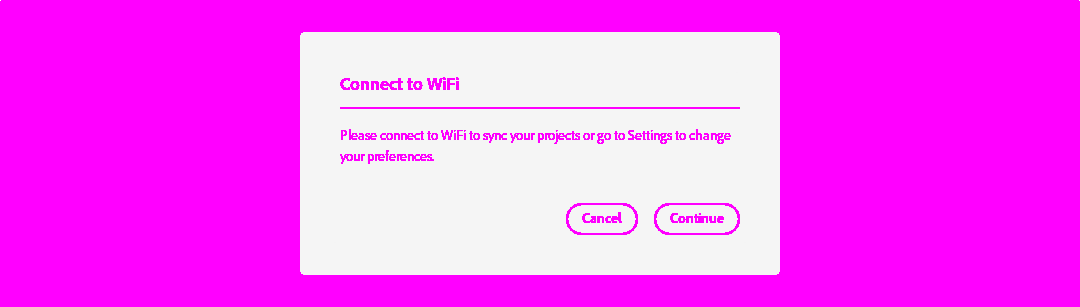 Connect to WiFi
Please connect to WiFi to sync your projects or go to Settings to change
your preferences.
Cancel
Continue